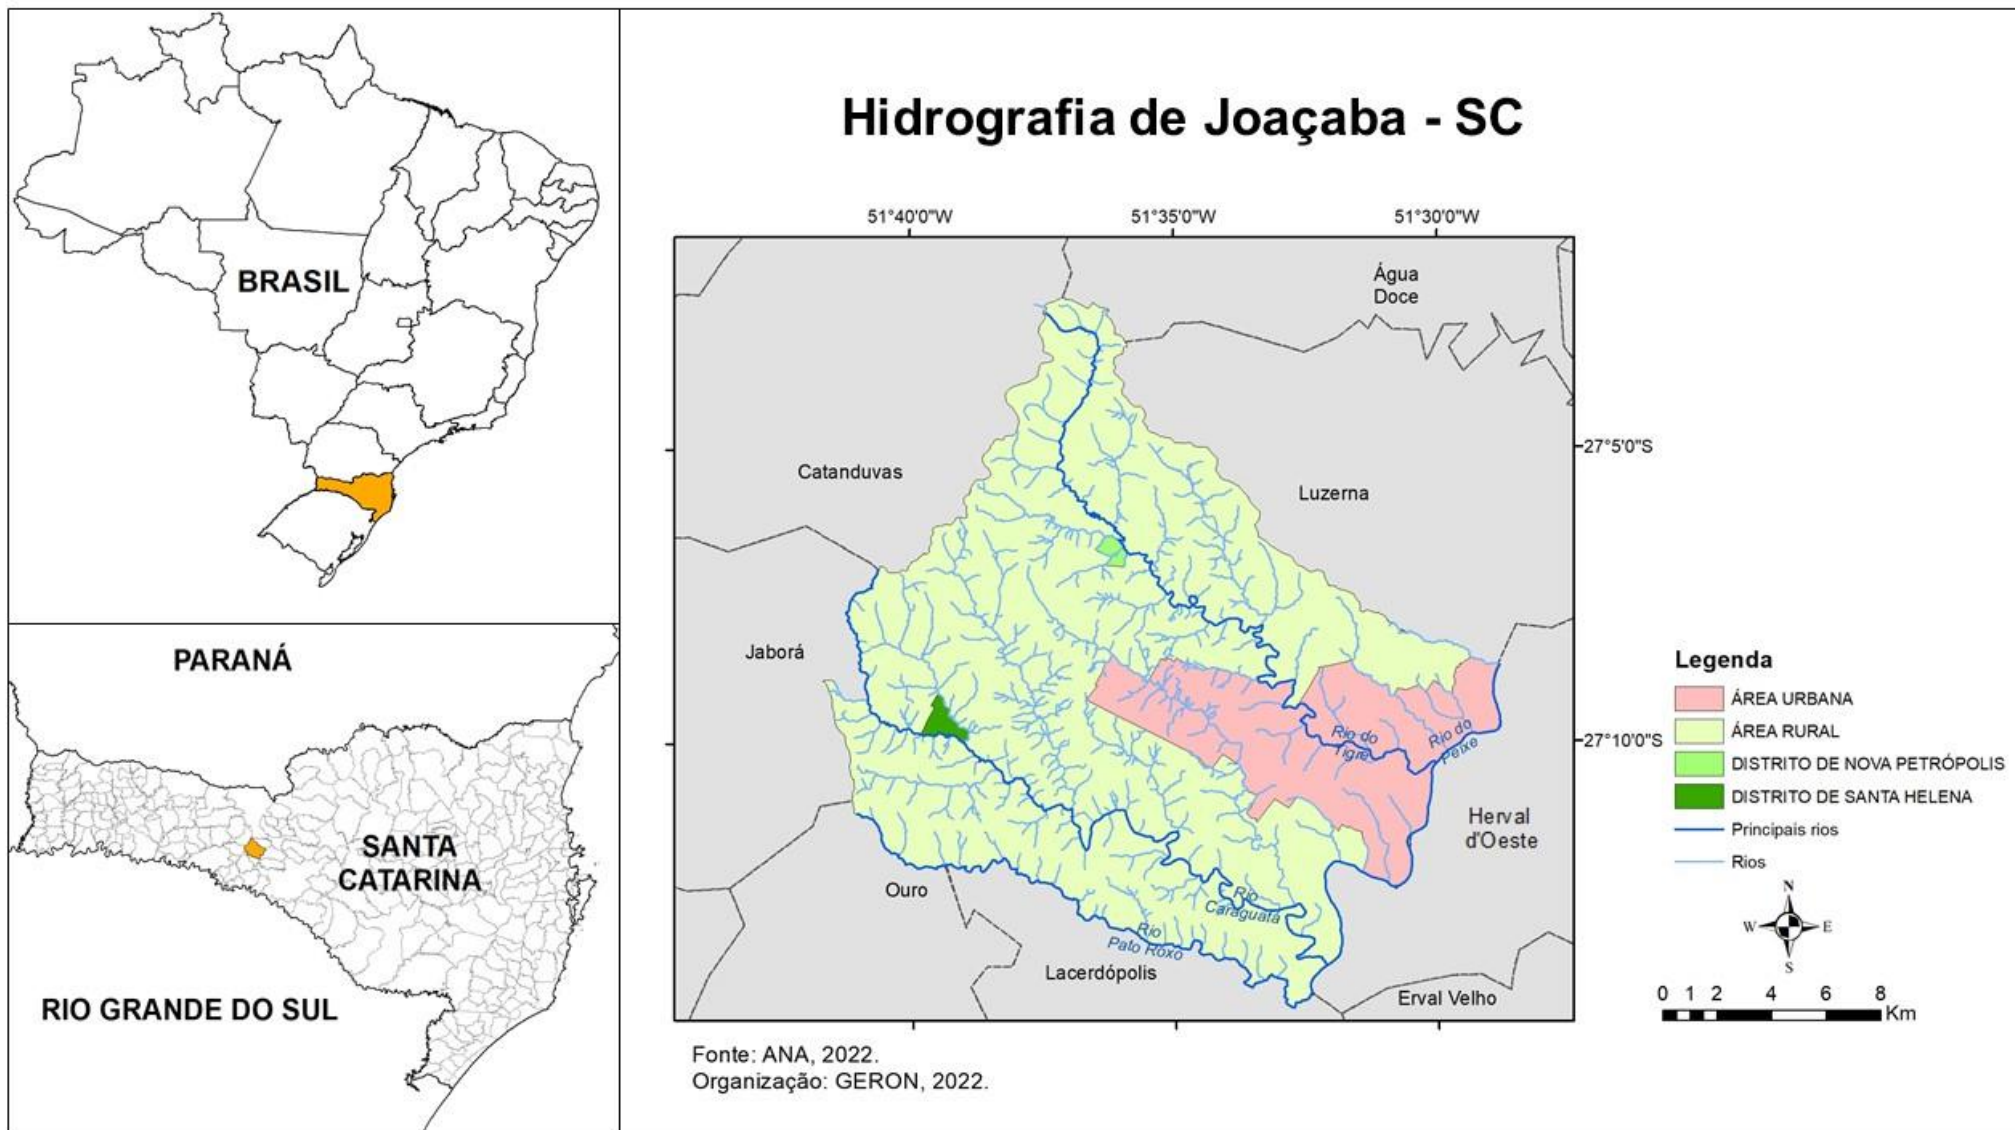 BRASIL
PARANÁ
SANTA
CATARINA
RIO GRANDE DO SUL
Hidrografia de Joaçaba - SC
51°40'0"W
51°35'0"W
51°30'0"W
Água
Doce
27°5'0"S
Catanduvas
Luzerna
Jaborá
Rio do
Tigre
Rio do
Peixe
27°10'0"S
Herval
d'Oeste
Ouro
Rio
Caraguatá
Rio
Pato Roxo
Lacerdópolis
Erval Velho
Legenda
ÁREA URBANA
ÁREA RURAL
DISTRITO DE NOVA PETRÓPOLIS
DISTRITO DE SANTA HELENA
Principais rios
Rios
N
W
E
S
0 1 2 4 6 8
Km
Fonte: ANA, 2022.
Organização: GERON, 2022.